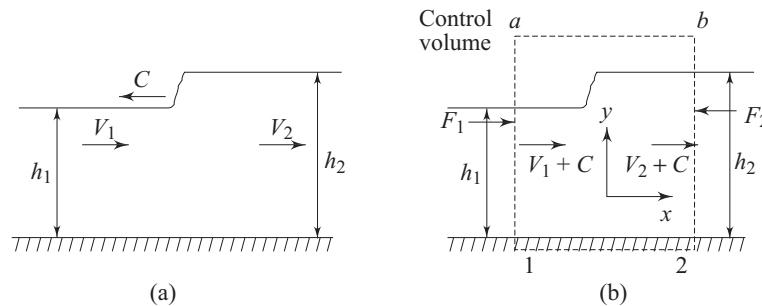 C
V1
V2
h1
h2
(a)
Control
volume
a
b
F1
F2
y
V1 + C
V2 + C
h1
h2
x
1
2
(b)